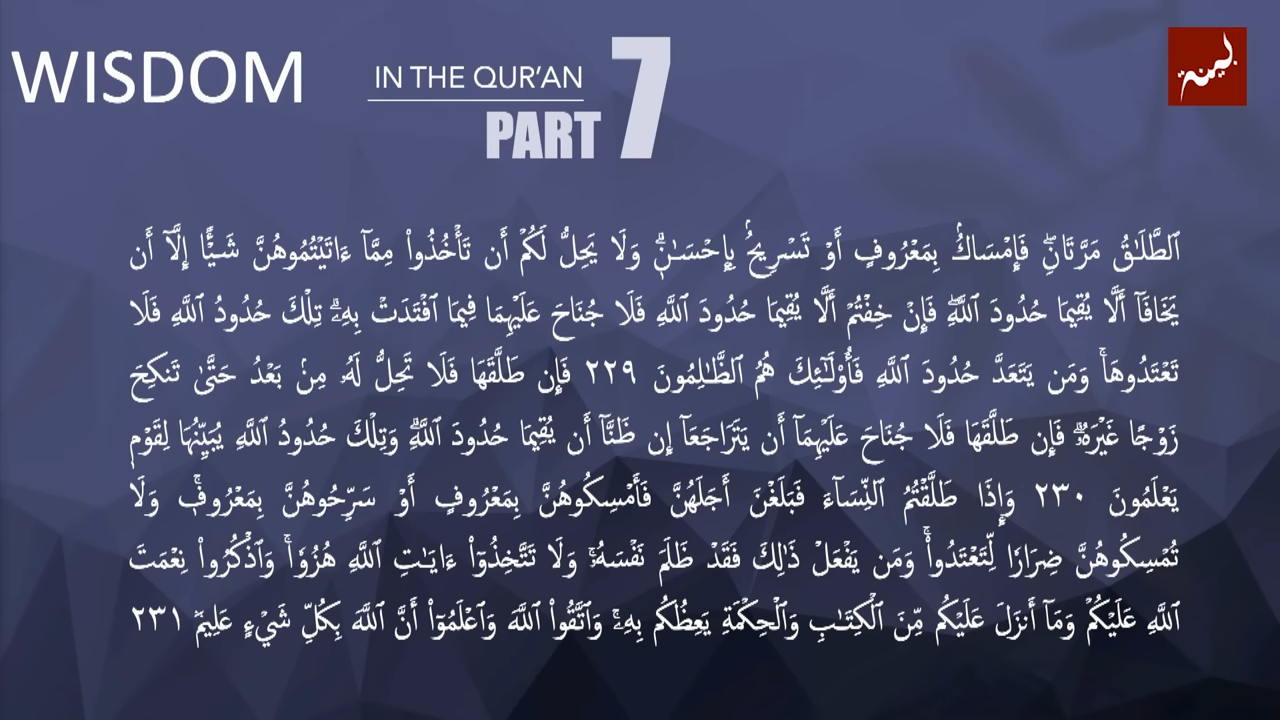 WISDOM
IN THE QUR'AN
PART 7
بينة
ٱلطَّلَـٰقُ مَرَّتَانِۖ فَإِمْسَاكُۢ بِمَعْرُوفٍ أَوْ تَسْرِيحُۢ بِإِحْسَـٰنٍۗ وَلَا يَحِلُّ لَكُمْ أَن تَأْخُذُوا۟ مِمَّآ ءَاتَيْتُمُوهُنَّ شَيْـًٔا إِلَّآ أَن
يَخَافَآ أَلَّا يُقِيمَا حُدُودَ ٱللَّهِۖ فَإِنْ خِفْتُمْ أَلَّا يُقِيمَا حُدُودَ ٱللَّهِ فَلَا جُنَاحَ عَلَيْهِمَا فِيمَا ٱفْتَدَتْ بِهِۦۗ تِلْكَ حُدُودُ ٱللَّهِ فَلَا
تَعْتَدُوهَاۚ وَمَن يَتَعَدَّ حُدُودَ ٱللَّهِ فَأُو۟لَـٰٓئِكَ هُمُ ٱلظَّـٰلِمُونَ ٢٢٩ فَإِن طَلَّقَهَا فَلَا تَحِلُّ لَهُۥ مِنۢ بَعْدُ حَتَّىٰ تَنكِحَ
زَوْجًا غَيْرَهُۥۗ فَإِن طَلَّقَهَا فَلَا جُنَاحَ عَلَيْهِمَآ أَن يَتَرَاجَعَآ إِن ظَنَّآ أَن يُقِيمَا حُدُودَ ٱللَّهِۗ وَتِلْكَ حُدُودُ ٱللَّهِ يُبَيِّنُهَا لِقَوْمٍ
يَعْلَمُونَ ٢٣٠ وَإِذَا طَلَّقْتُمُ ٱلنِّسَآءَ فَبَلَغْنَ أَجَلَهُنَّ فَأَمْسِكُوهُنَّ بِمَعْرُوفٍ أَوْ سَرِّحُوهُنَّ بِمَعْرُوفٍۚ وَلَا
تُمْسِكُوهُنَّ ضِرَارًا لِّتَعْتَدُوا۟ۚ وَمَن يَفْعَلْ ذَٰلِكَ فَقَدْ ظَلَمَ نَفْسَهُۥۚ وَلَا تَتَّخِذُوٓا۟ ءَايَـٰتِ ٱللَّهِ هُزُوًاۚ وَٱذْكُرُوا۟ نِعْمَتَ
ٱللَّهِ عَلَيْكُمْ وَمَآ أَنزَلَ عَلَيْكُم مِّنَ ٱلْكِتَـٰبِ وَٱلْحِكْمَةِ يَعِظُكُم بِهِۦۚ وَٱتَّقُوا۟ ٱللَّهَ وَٱعْلَمُوٓا۟ أَنَّ ٱللَّهَ بِكُلِّ شَىْءٍ عَلِيمٌ ٢٣١